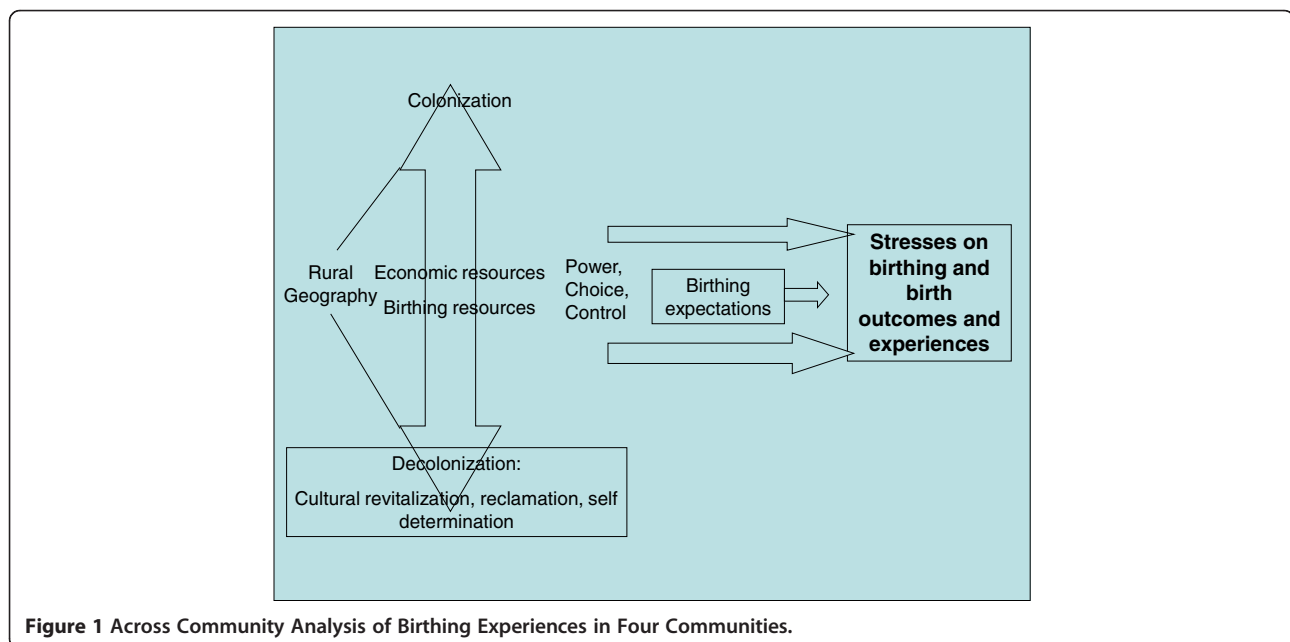 Colonization
Rural
Geography
Economic resources
Birthing resources
Power,
Choice,
Control
Birthing
expectations
Stresses on
birthing and
birth
outcomes and
experiences
Decolonization:
Cultural revitalization, reclamation, self
determination
Figure 1 Across Community Analysis of Birthing Experiences in Four Communities.